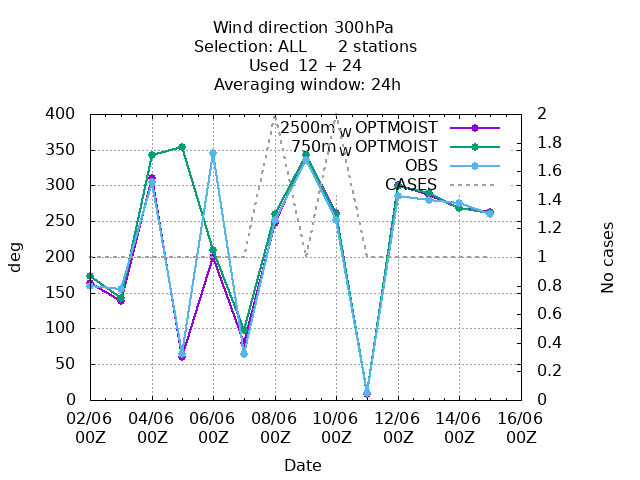 Wind direction 300hPa
Selection: ALL 2 stations
Used 12 + 24
Averaging window: 24h
2500m W OPTMOIST
750m W OPTMOIST
OBS
CASES
400
350
300
250
200
150
100
50
0
deg
2
1.8
1.6
1.4
1.2
1
0.8
0.6
0.4
0.2
0
No cases
02/06 04/06 06/06 08/06 10/06 12/06 14/06 16/06
00Z 00Z 00Z 00Z 00Z 00Z 00Z 00Z
Date